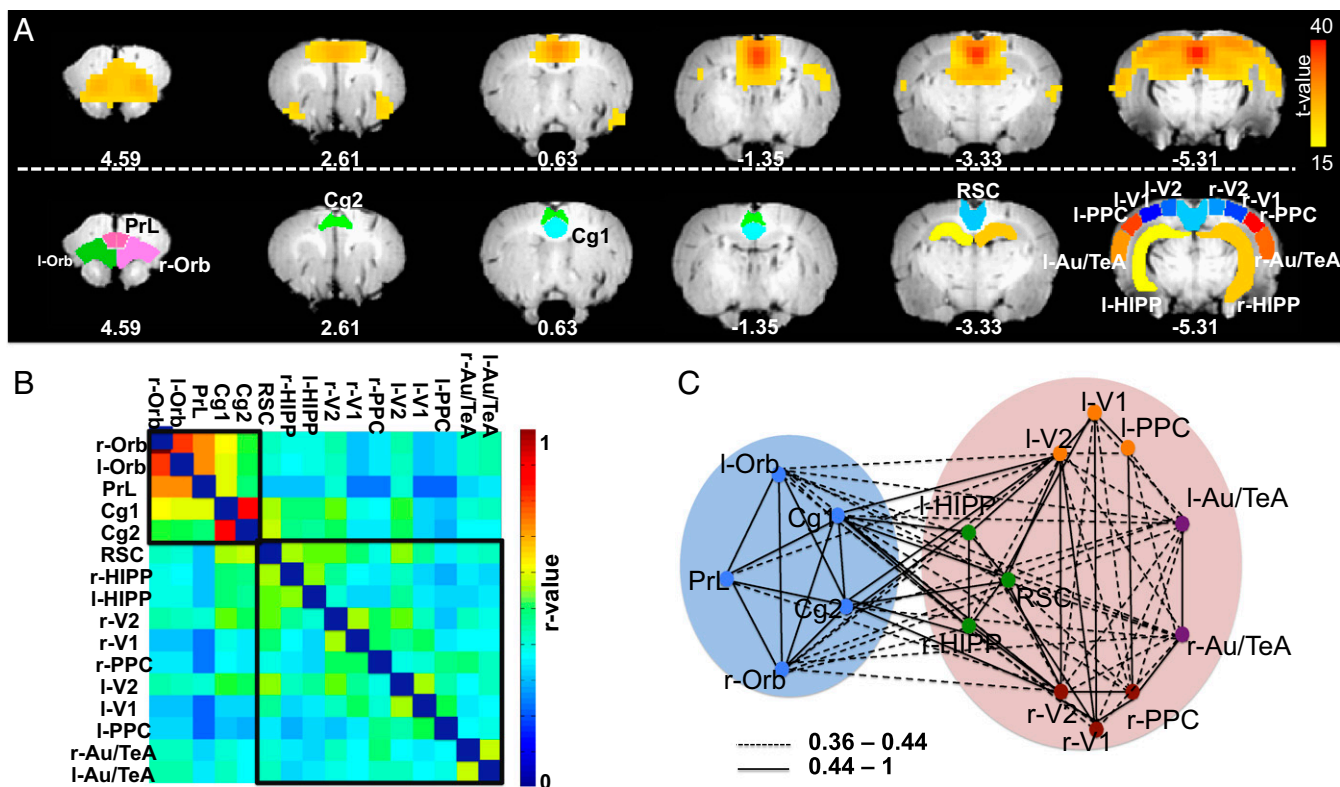 A
40
t-value
15
4.59
2.61
0.63
-1.35
-3.33
-5.31
PrL
l-Orb
r-Orb
Cg2
Cg1
RSC
l-V2
r-V2
l-V1
r-V1
l-PPC
r-PPC
l-Au/TeA
r-Au/TeA
l-HIPP
r-HIPP
4.59
2.61
0.63
-1.35
-3.33
-5.31
B
r-Orb
l-Orb
PrL
Cg1
Cg2
RSC
r-HIPP
l-HIPP
r-V2
r-V1
r-PPC
l-V2
l-V1
l-PPC
r-Au/TeA
l-Au/TeA
r-Orb
l-Orb
PrL
Cg1
Cg2
RSC
r-HIPP
l-HIPP
r-V2
r-V1
r-PPC
l-V2
l-V1
l-PPC
r-Au/TeA
l-Au/TeA
1
r-value
0
C
l-V1
l-V2
l-PPC
l-Orb
l-Au/TeA
Cg1
l-HIPP
PrL
RSC
Cg2
r-HIPP
r-Au/TeA
r-Orb
r-V2
r-PPC
r-V1
0.36 – 0.44
0.44 – 1